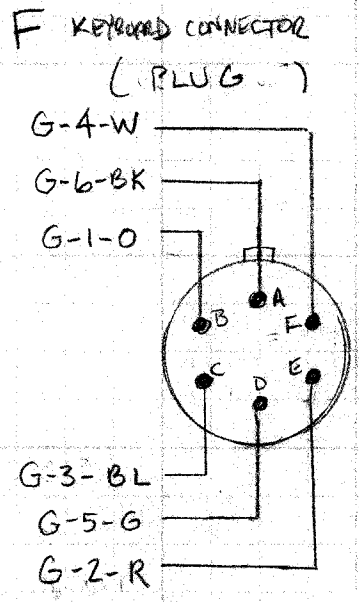 F KEYBOARD CONNECTOR
(PLUG)
G-4-W
G-6-BK
G-1-O
A
B
F
C
D
E
G-3-BL
G-5-G
G-2-R